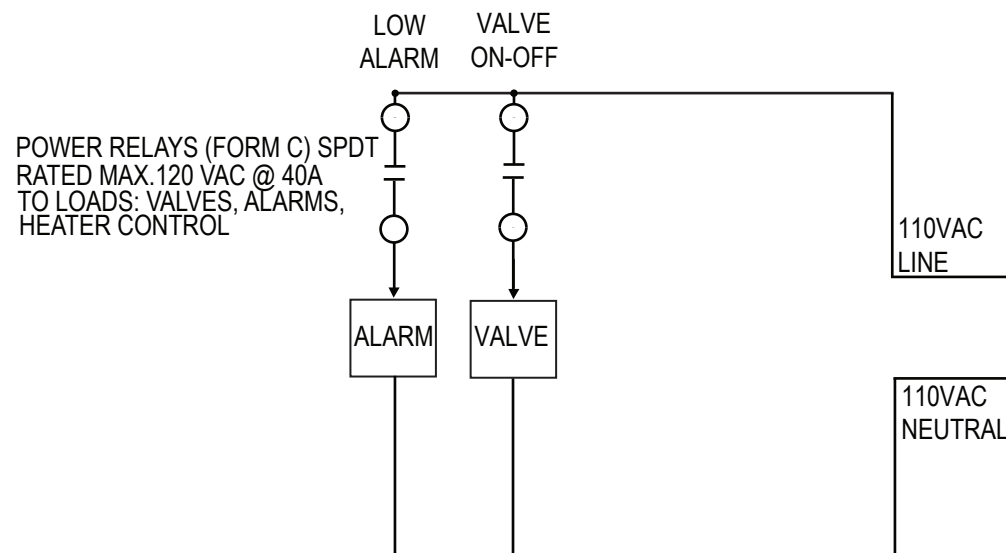 LOW
ALARM
VALVE
ON-OFF
POWER RELAYS (FORM C) SPDT
RATED MAX.120 VAC @ 40A
TO LOADS: VALVES, ALARMS,
HEATER CONTROL
110VAC
LINE
ALARM
VALVE
110VAC
NEUTRAL